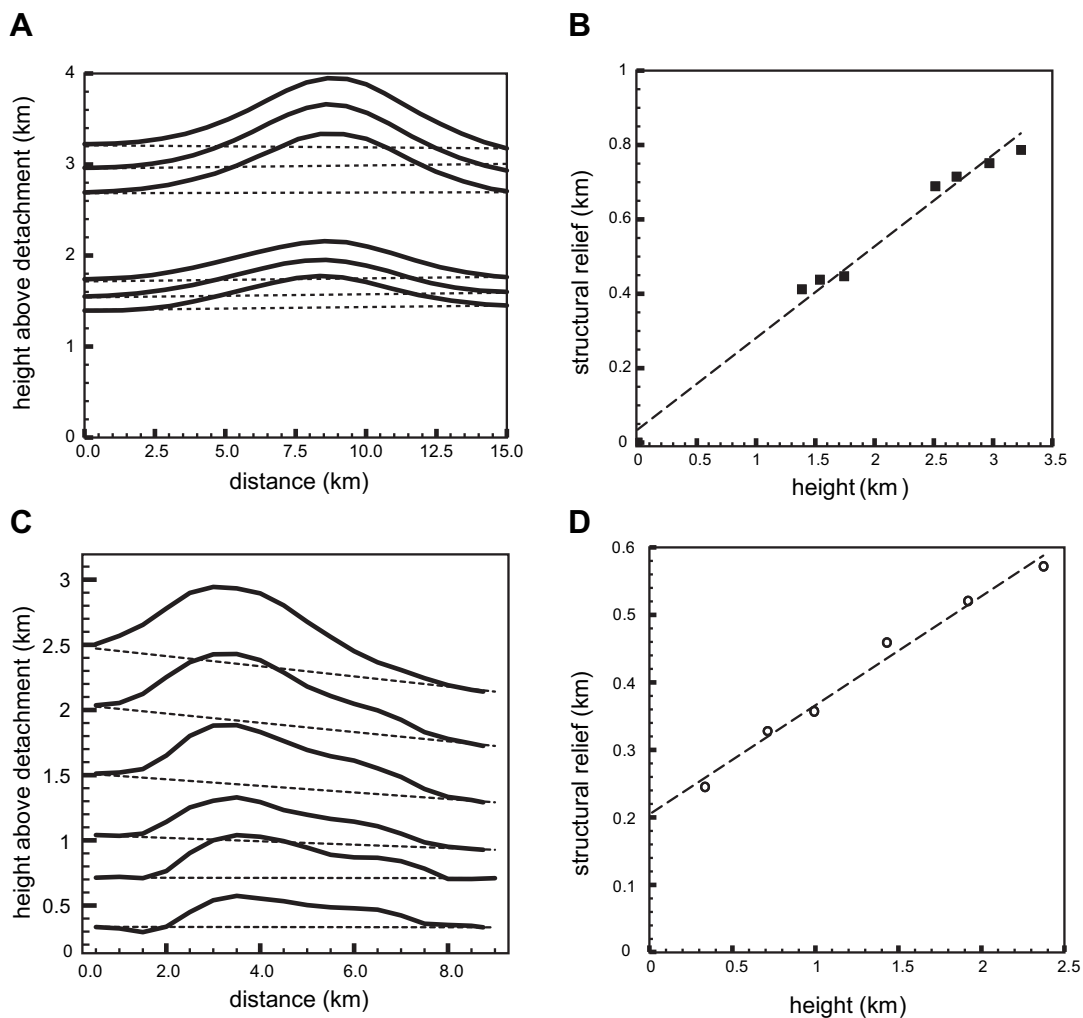 A
height above detachment (km)
4
3
2
1
0
0.0 2.5 5.0 7.5 10.0 12.5 15.0
distance (km)
B
structural relief (km)
1
0.8
0.6
0.4
0.2
0
0 0.5 1 1.5 2 2.5 3 3.5
height (km)
C
height above detachment (km)
3
2.5
2
1.5
1
0.5
0
0.0 2.0 4.0 6.0 8.0
distance (km)
D
structural relief (km)
0.6
0.5
0.4
0.3
0.2
0.1
0
0 0.5 1 1.5 2 2.5
height (km)